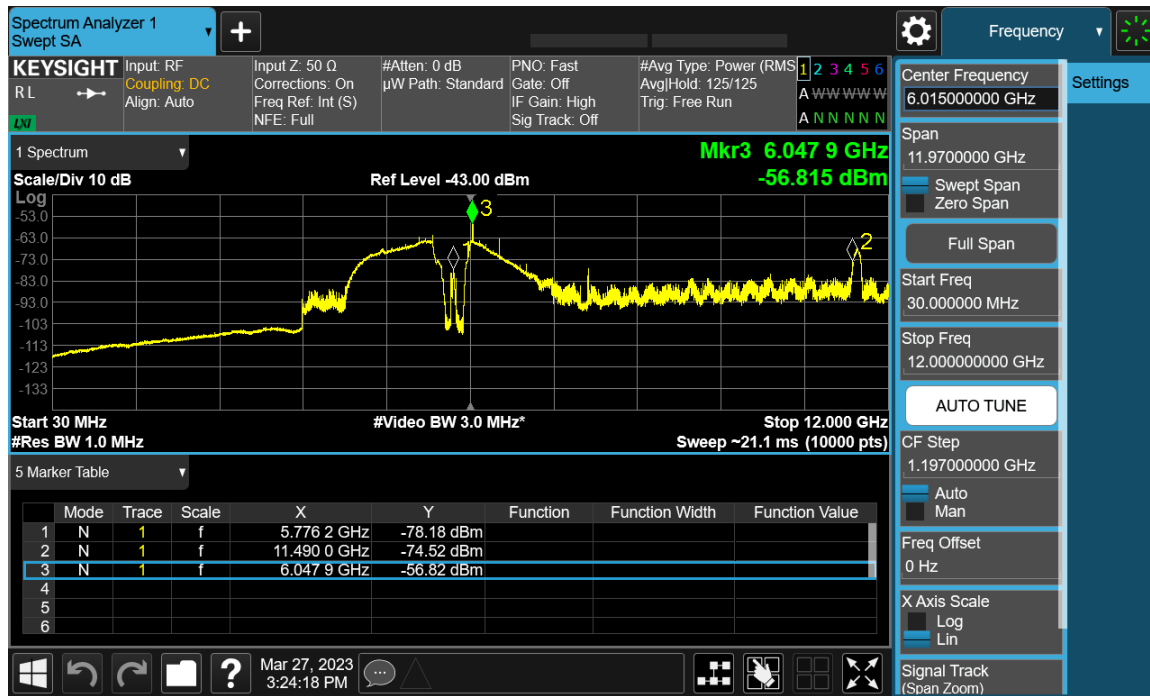 Spectrum Analyzer 1
Swept SA
Frequency
KEYSIGHT
Input: RF
Input Z: 50 Ω
#Atten: 0 dB
PNO: Fast
#Avg Type: Power (RMS
1 2 3 4 5 6
R L
Coupling: DC
Corrections: On
µW Path: Standard
Gate: Off
Avg|Hold: 125/125
A W W W W W
Align: Auto
Freq Ref: Int (S)
IF Gain: High
Trig: Free Run
LXI
NFE: Full
Sig Track: Off
A N N N N N
1 Spectrum
Mkr3 6.047 9 GHz
Scale/Div 10 dB
Ref Level -43.00 dBm
-56.815 dBm
Log
-53.0
-63.0
-73.0
-83.0
-93.0
-103
-113
-123
-133
3
2
Start 30 MHz
#Video BW 3.0 MHz*
Stop 12.000 GHz
#Res BW 1.0 MHz
Sweep ~21.1 ms (10000 pts)
5 Marker Table
Mode Trace Scale X Y Function Function Width Function Value
1 N 1 f 5.776 2 GHz -78.18 dBm
2 N 1 f 11.490 0 GHz -74.52 dBm
3 N 1 f 6.047 9 GHz -56.82 dBm
4
5
6
Mar 27, 2023
3:24:18 PM
Center Frequency
6.015000000 GHz
Settings
Span
11.9700000 GHz
Swept Span
Zero Span
Full Span
Start Freq
30.000000 MHz
Stop Freq
12.000000000 GHz
AUTO TUNE
CF Step
1.197000000 GHz
Auto
Man
Freq Offset
0 Hz
X Axis Scale
Log
Lin
Signal Track
(Span Zoom)